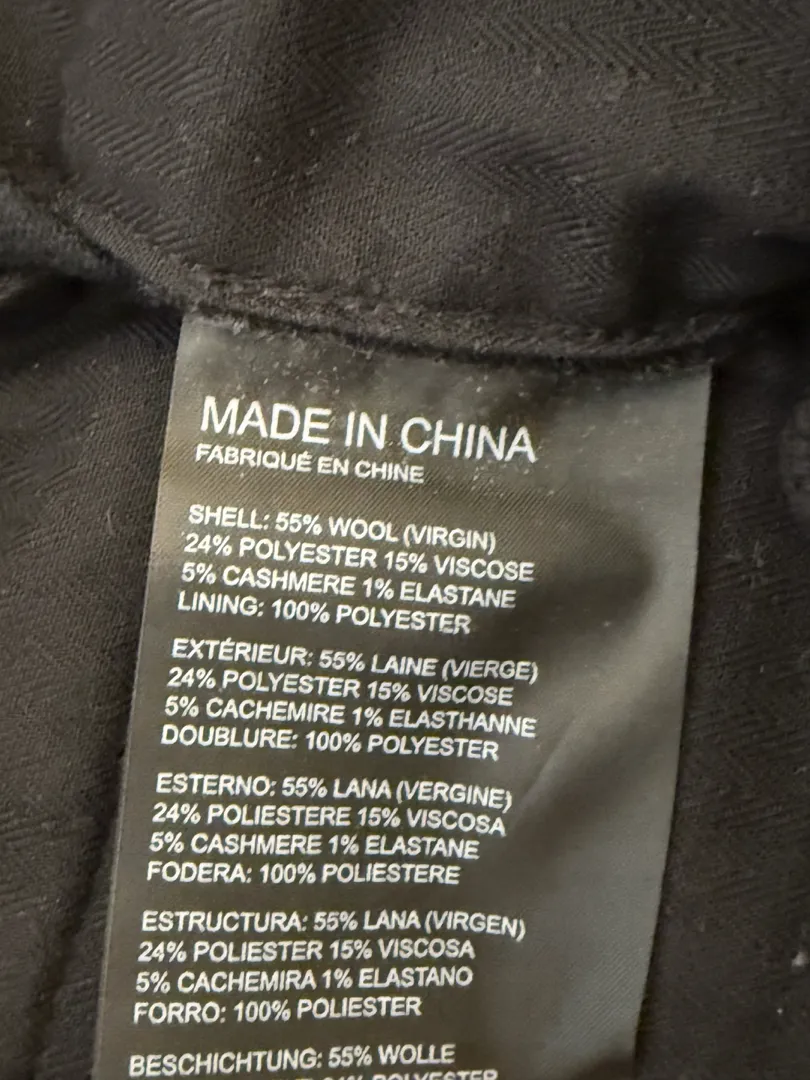 MADE IN CHINA
FABRIQUÉ EN CHINE
SHELL: 55% WOOL (VIRGIN)
24% POLYESTER 15% VISCOSE
5% CASHMERE 1% ELASTANE
LINING: 100% POLYESTER
EXTÉRIEUR: 55% LAINE (VIERGE)
24% POLYESTER 15% VISCOSE
5% CACHEMIRE 1% ELASTHANNE
DOUBLURE: 100% POLYESTER
ESTERNO: 55% LANA (VERGINE)
24% POLIESTERE 15% VISCOSA
5% CASHMERE 1% ELASTANE
FODERA: 100% POLIESTERE
ESTRUCTURA: 55% LANA (VIRGEN)
24% POLIESTER 15% VISCOSA
5% CACHEMIRA 1% ELASTANO
FORRO: 100% POLIESTER
BESCHICHTUNG: 55% WOLLE
24% POLYESTER